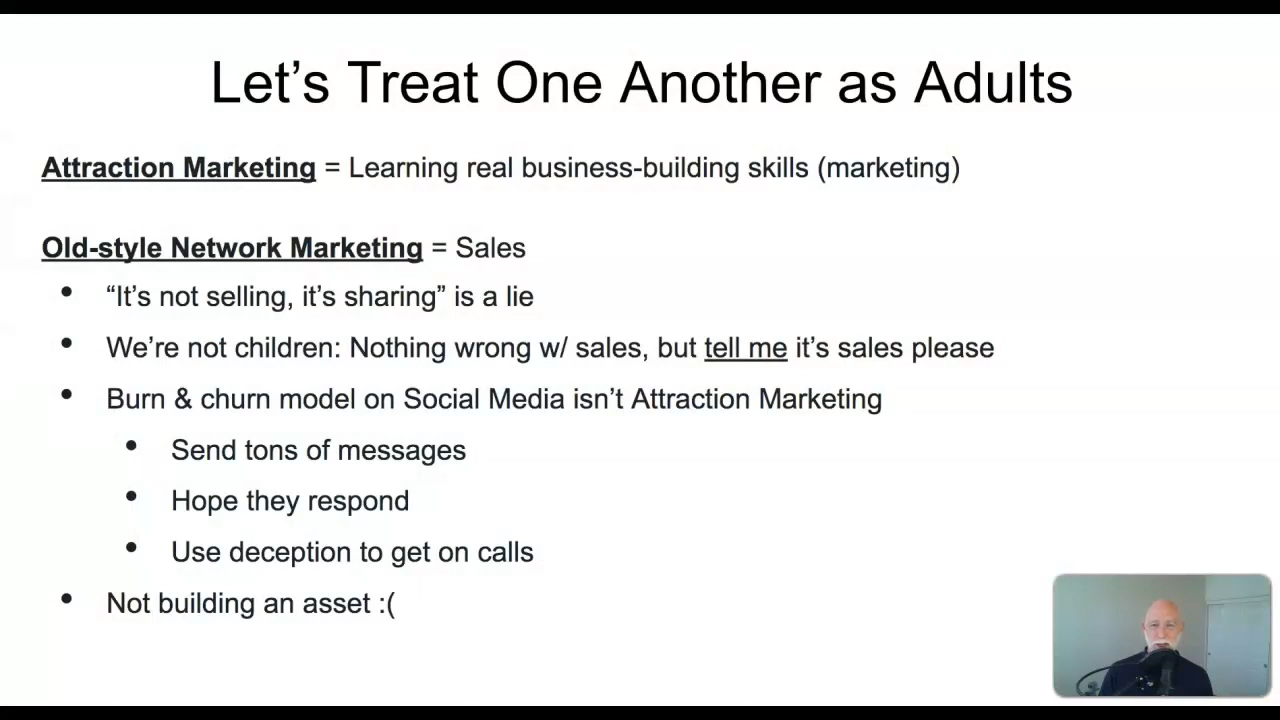 Let’s Treat One Another as Adults
Attraction Marketing = Learning real business-building skills (marketing)
Old-style Network Marketing = Sales
• “It’s not selling, it’s sharing” is a lie
• We’re not children: Nothing wrong w/ sales, but tell me it’s sales please
• Burn & churn model on Social Media isn’t Attraction Marketing
• Send tons of messages
• Hope they respond
• Use deception to get on calls
• Not building an asset :(